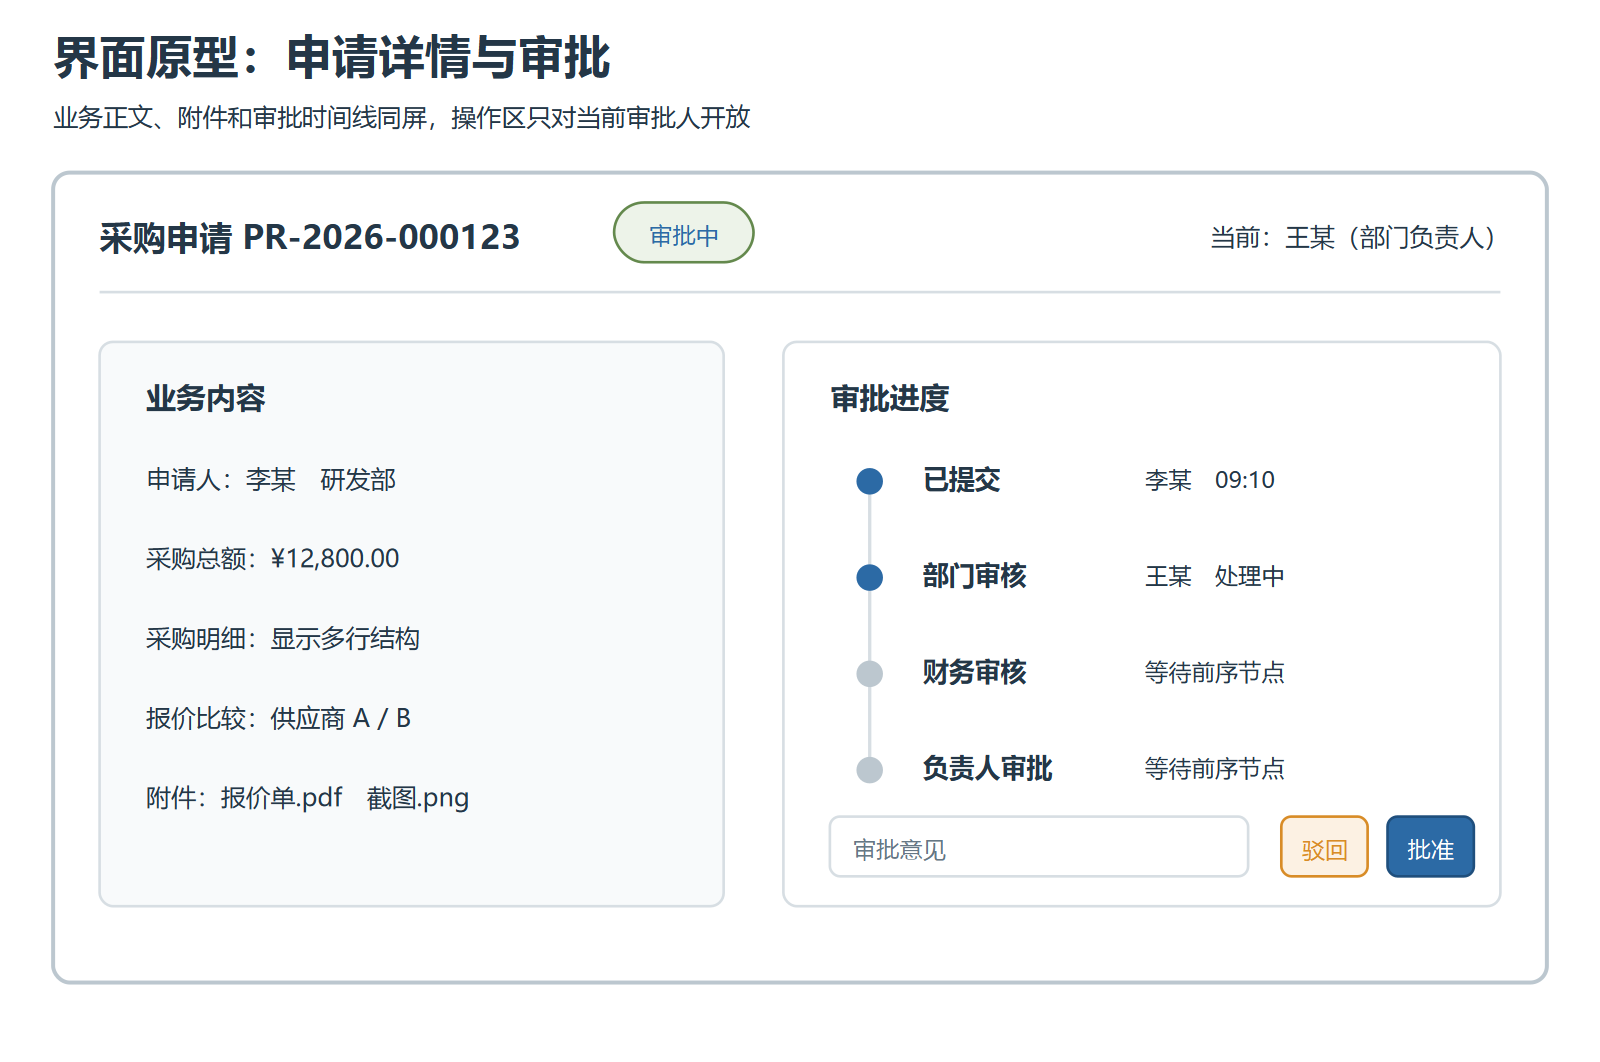 界面原型：申请详情与审批
业务正文、附件和审批时间线同屏，操作区只对当前审批人开放
采购申请 PR-2026-000123
审批中
当前：王某（部门负责人）
业务内容
申请人：李某　研发部
采购总额：¥12,800.00
采购明细：显示多行结构
报价比较：供应商 A / B
附件：报价单.pdf　截图.png
审批进度
已提交　李某　09:10
部门审核　王某　处理中
财务审核　等待前序节点
负责人审批　等待前序节点
审批意见
驳回
批准